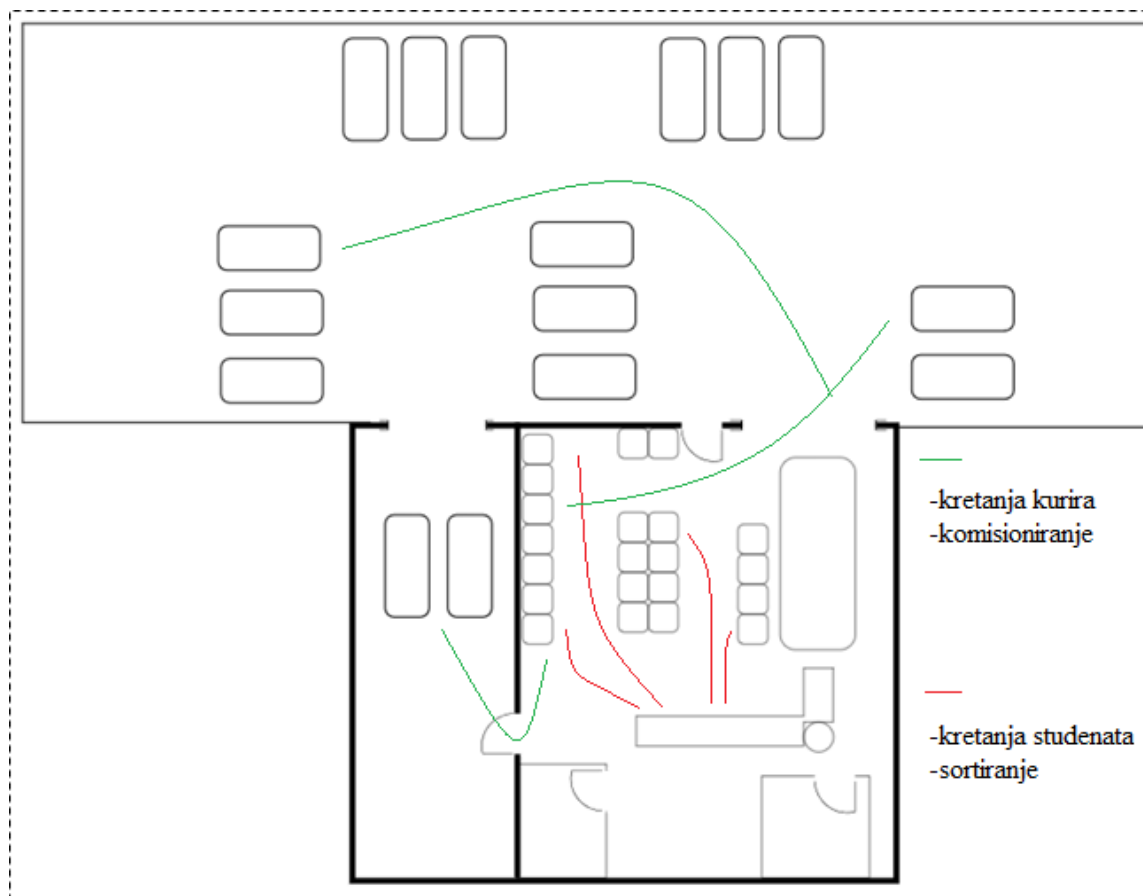 -kretanja kurira
-komisioniranje
-kretanja studenata
-sortiranje